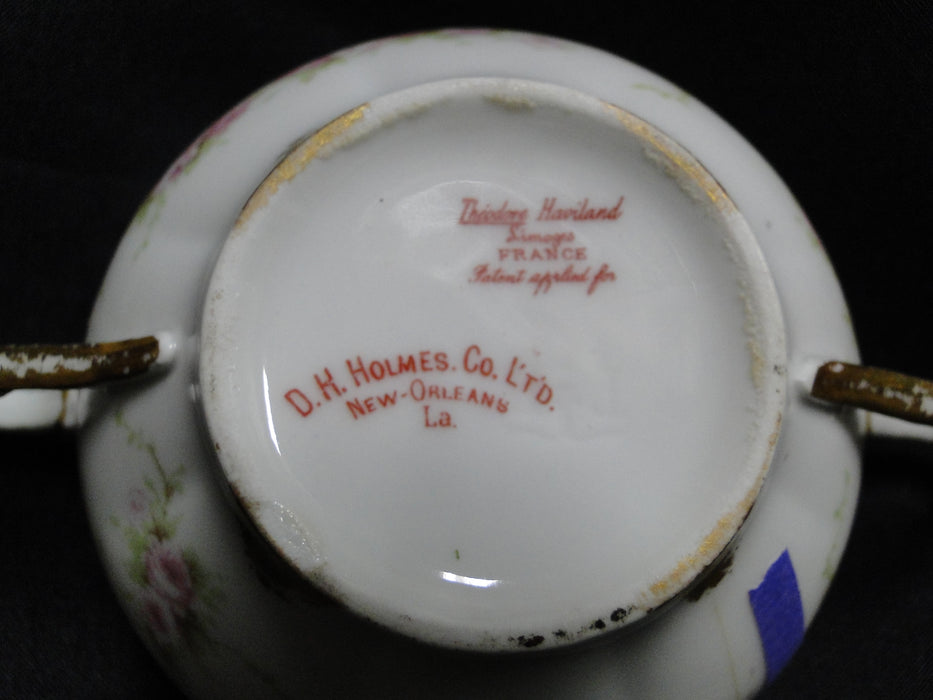 Théodore Haviland
Limoges
FRANCE
Patent applied for
D. H. HOLMES. CO. L'T'D.
NEW-ORLEANS
La.